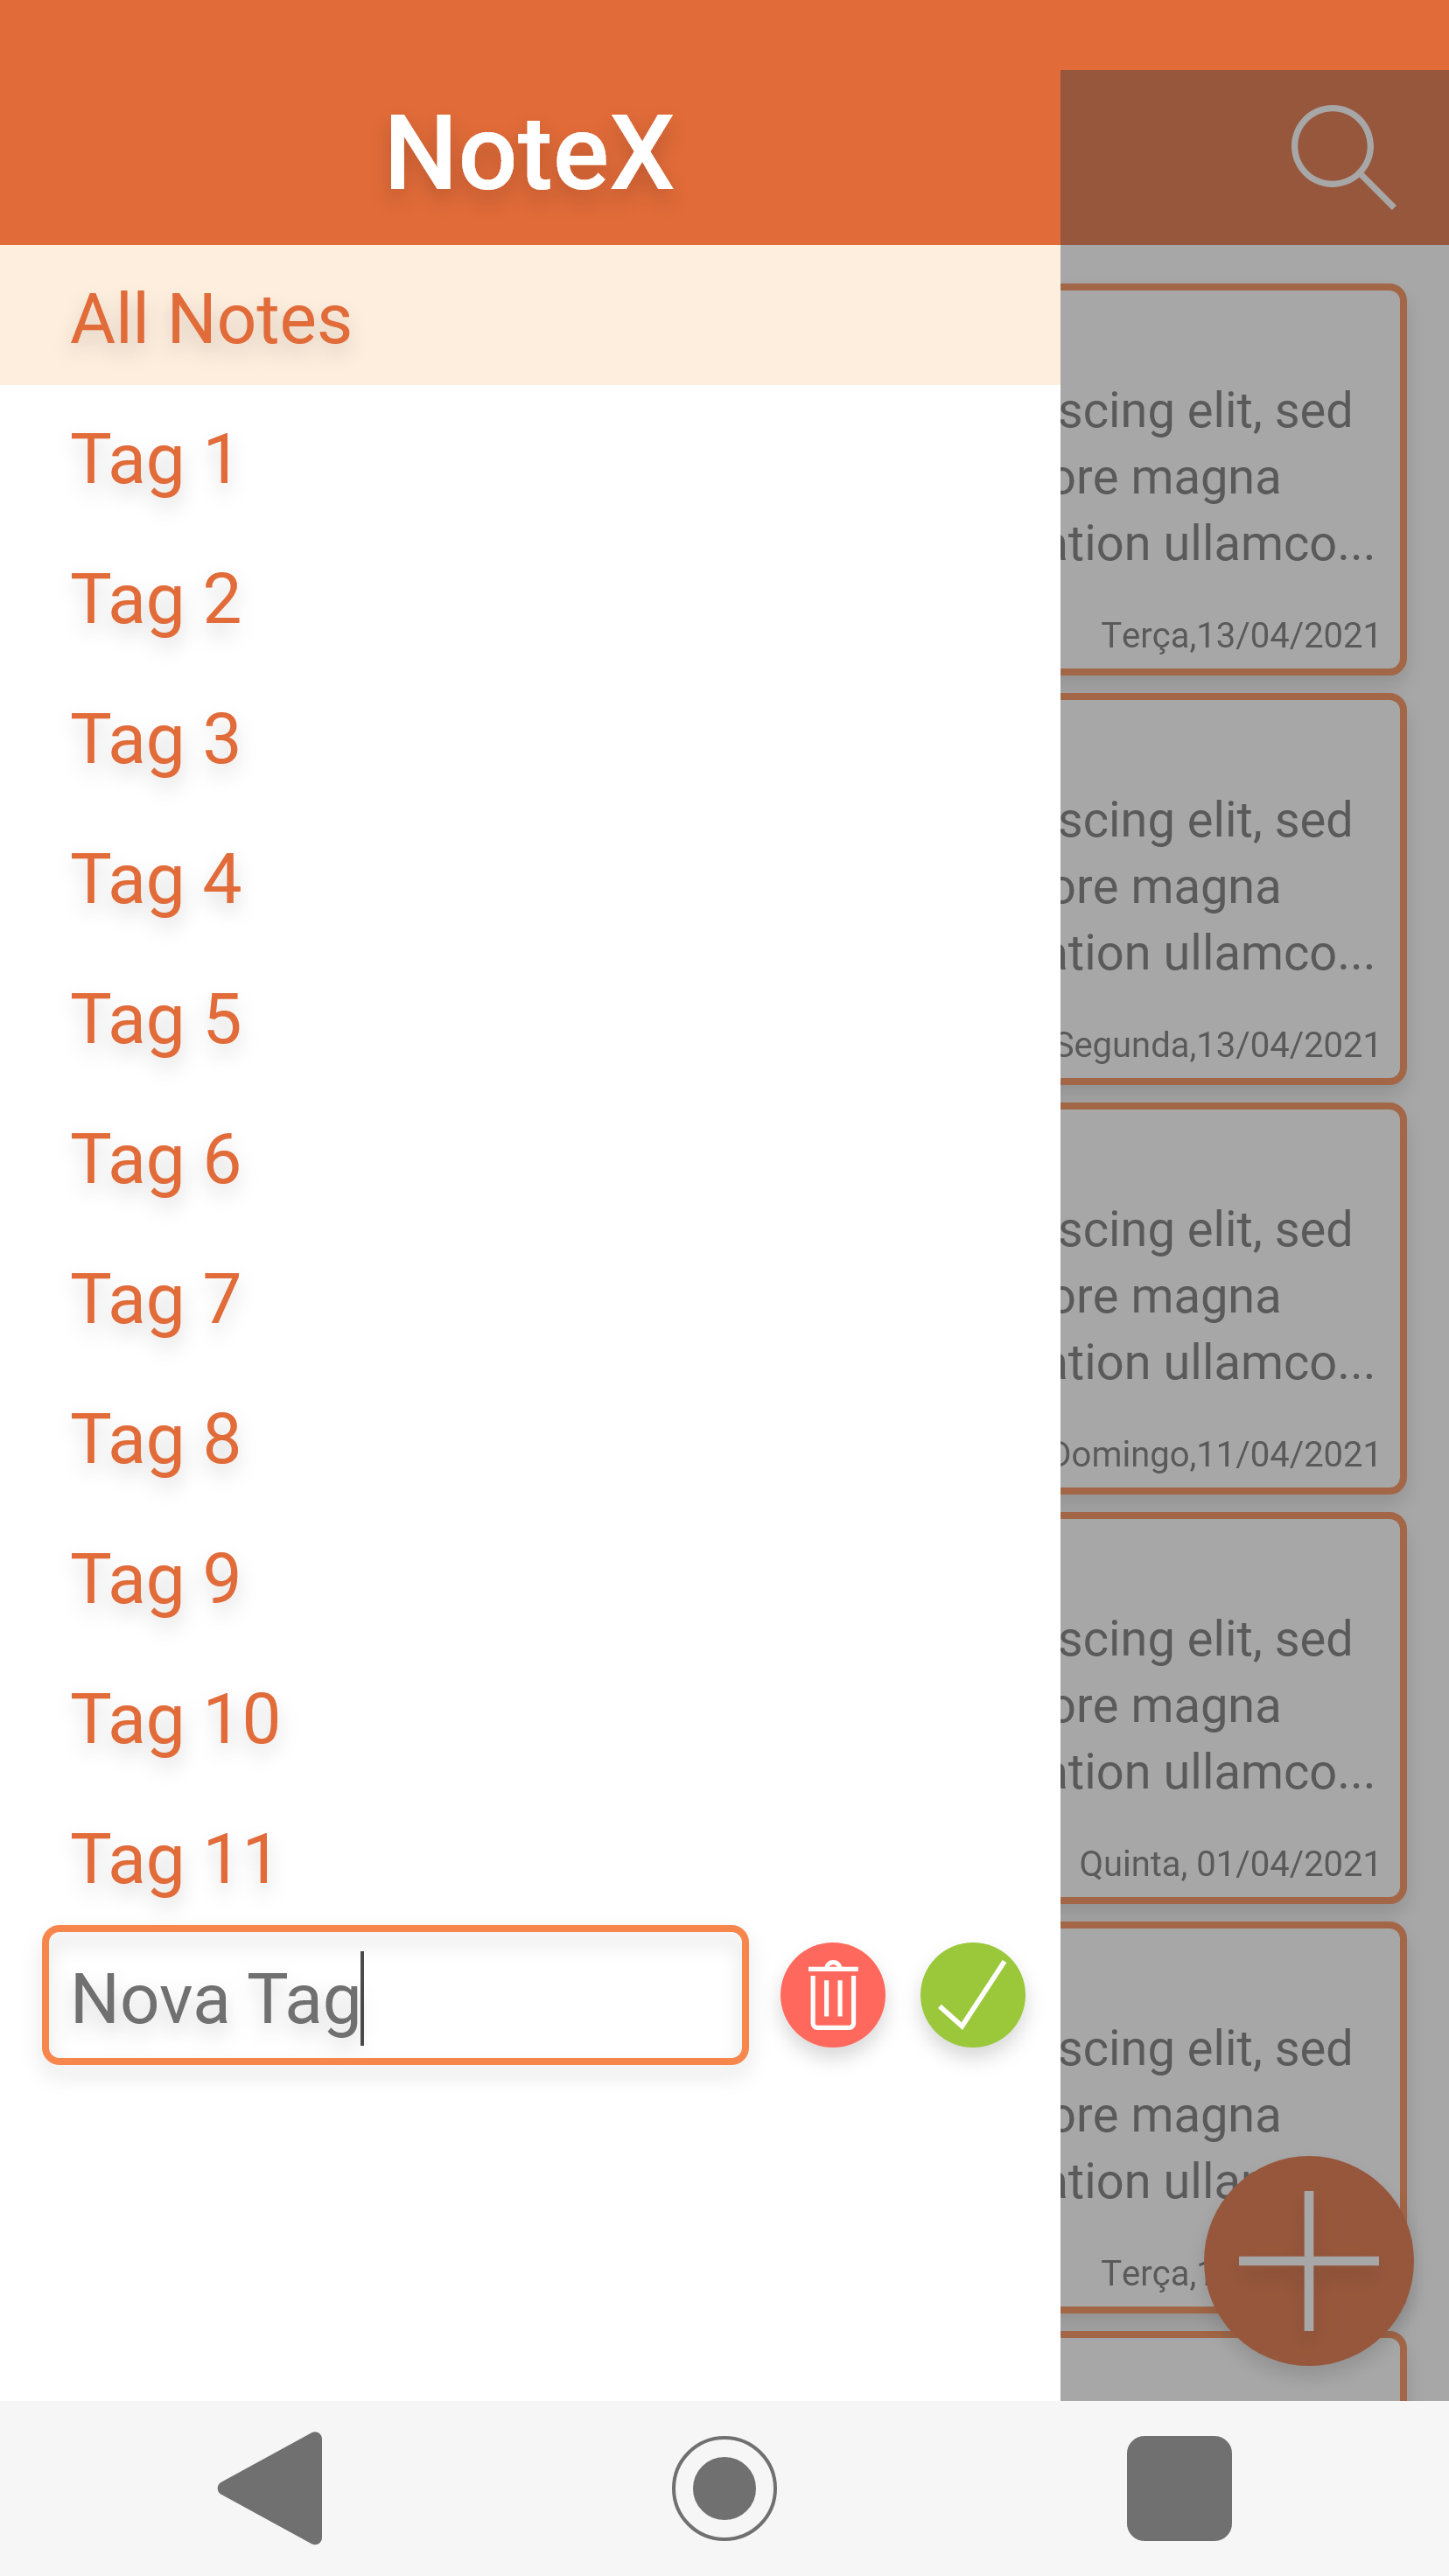 NoteX
All Notes
Tag 1
Tag 2
Tag 3
Tag 4
Tag 5
Tag 6
Tag 7
Tag 8
Tag 9
Tag 10
Tag 11
Nova Tag
scing elit, sed
ore magna
ation ullamco...
Terça,13/04/2021
scing elit, sed
ore magna
ation ullamco...
Segunda,13/04/2021
scing elit, sed
ore magna
ation ullamco...
Domingo,11/04/2021
scing elit, sed
ore magna
ation ullamco...
Quinta, 01/04/2021
scing elit, sed
ore magna
ation
Terça,